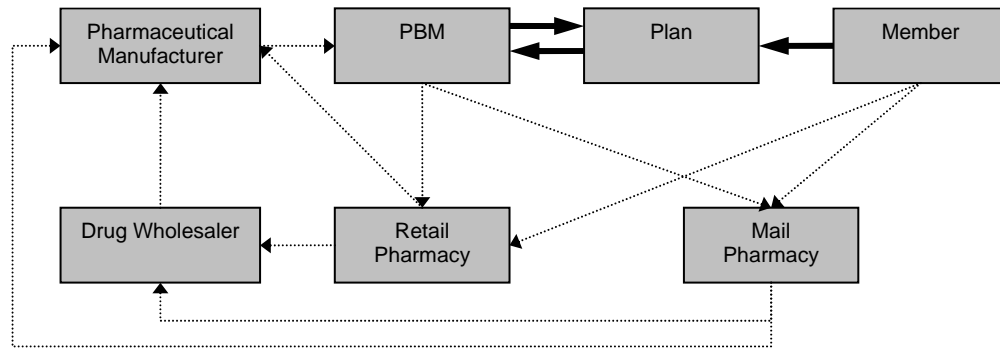 Pharmaceutical
Manufacturer
PBM
Plan
Member
Drug Wholesaler
Retail
Pharmacy
Mail
Pharmacy